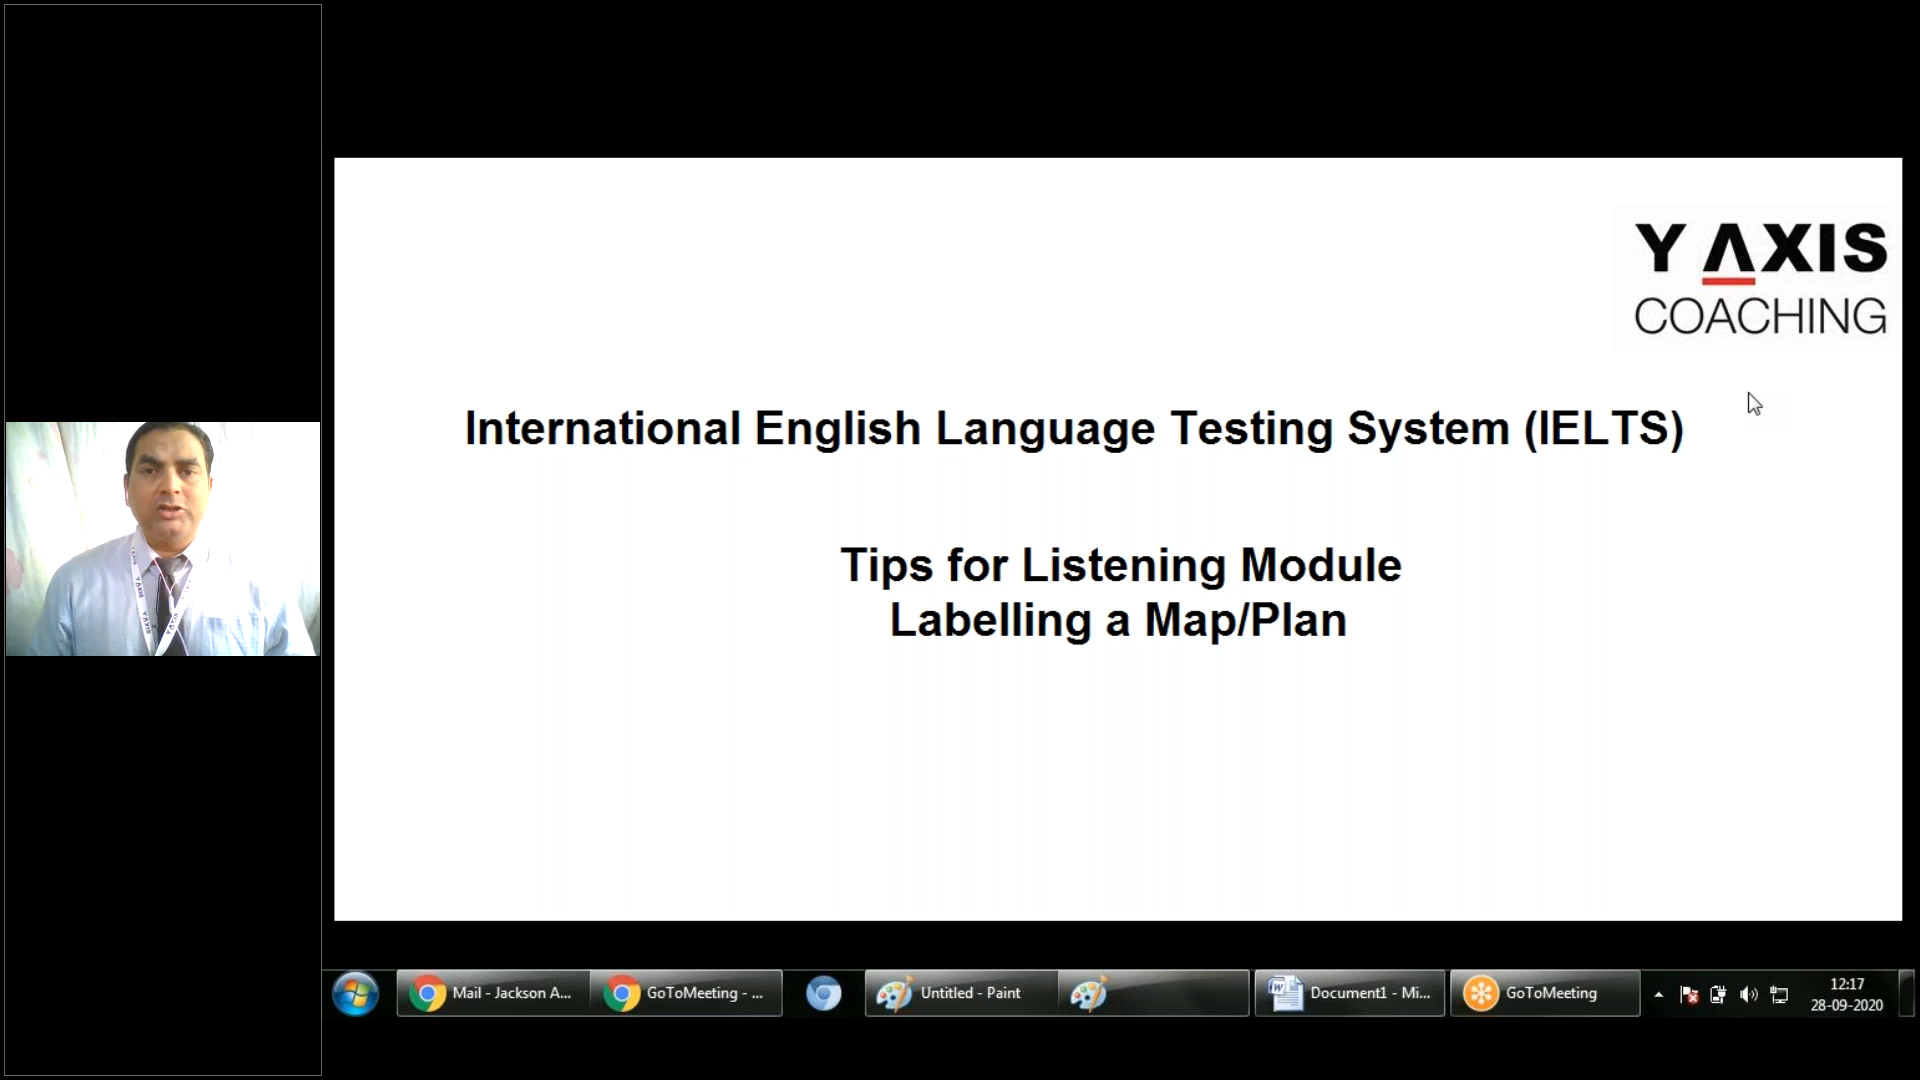 Y AXIS
COACHING
International English Language Testing System (IELTS)
Tips for Listening Module
Labelling a Map/Plan
Mail - Jackson A...
GoToMeeting - ...
Untitled - Paint
Document1 - Mi...
GoToMeeting
12:17
28-09-2020